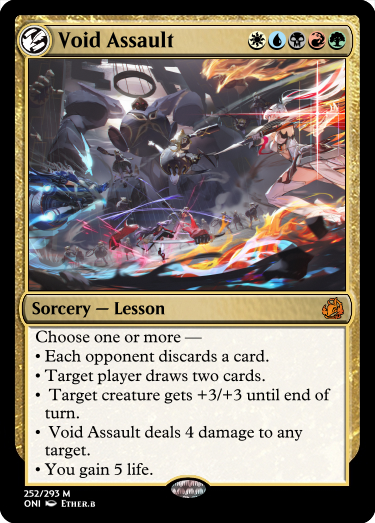 Void Assault
Sorcery — Lesson
Choose one or more —
• Each opponent discards a card.
• Target player draws two cards.
• Target creature gets +3/+3 until end of
turn.
• Void Assault deals 4 damage to any
target.
• You gain 5 life.
252/293 M
ONI Ether.B